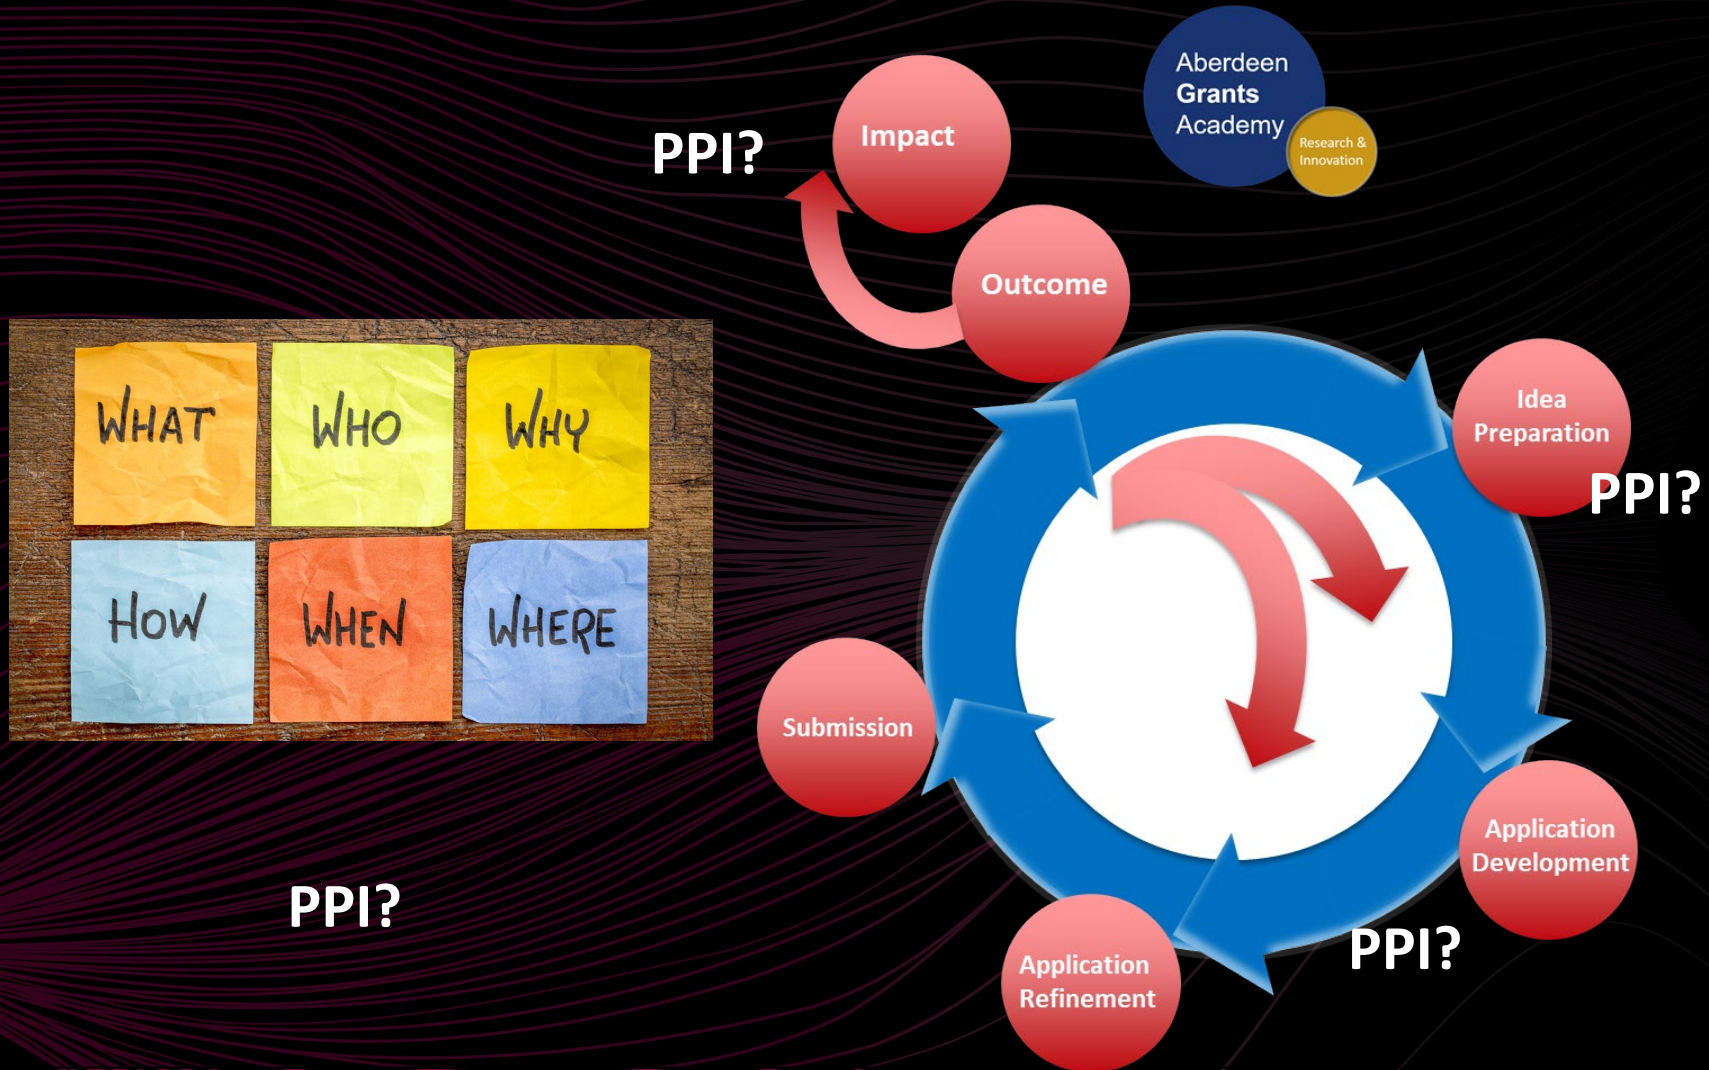 Aberdeen
Grants
Academy
Research &
Innovation
PPI?
Impact
Outcome
Idea
Preparation
PPI?
WHAT
WHO
WHY
HOW
WHEN
WHERE
Submission
Application
Development
PPI?
PPI?
Application
Refinement